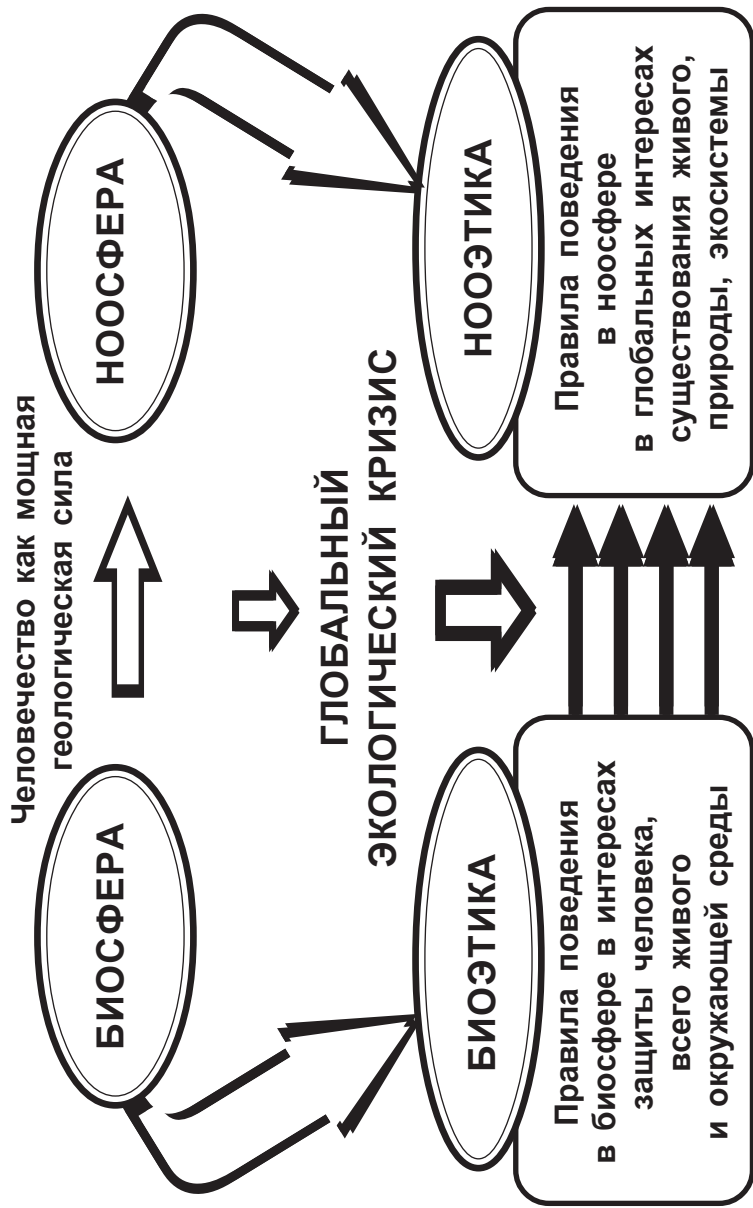 Человечество как мощная
геологическая сила
БИОСФЕРА
НООСФЕРА
ГЛОБАЛЬНЫЙ
ЭКОЛОГИЧЕСКИЙ КРИЗИС
БИОЭТИКА
НООЭТИКА
Правила поведения
в биосфере в интересах
защиты человека,
всего живого
и окружающей среды
Правила поведения
в ноосфере
в глобальных интересах
существования живого,
природы, экосистемы